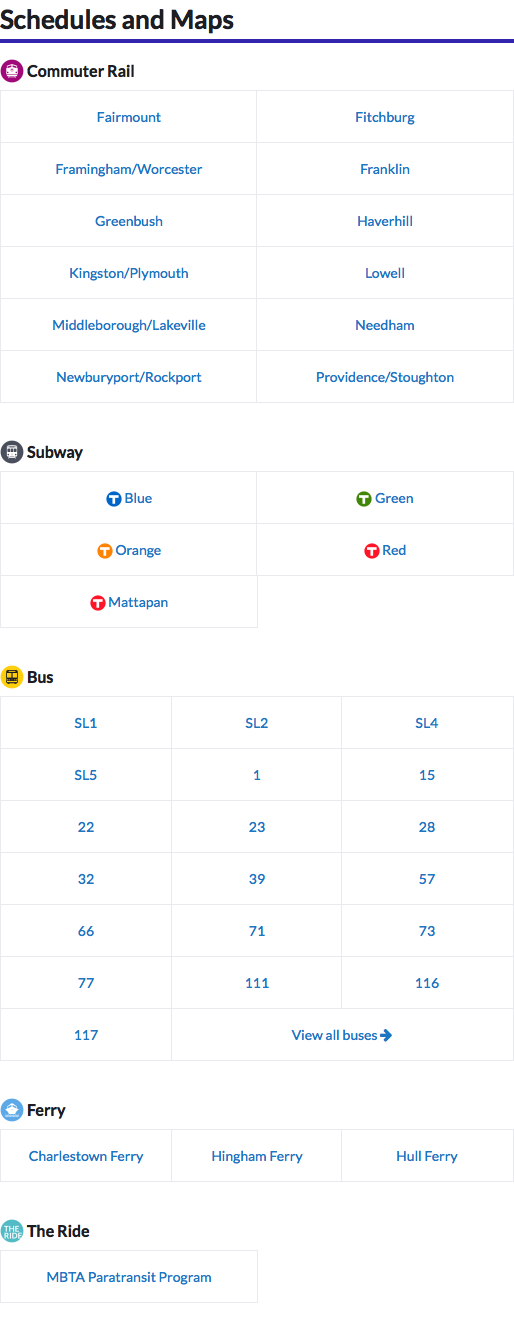 Schedules and Maps
Commuter Rail
Fairmount Fitchburg
Framingham/Worcester Franklin
Greenbush Haverhill
Kingston/Plymouth Lowell
Middleborough/Lakeville Needham
Newburyport/Rockport Providence/Stoughton
Subway
T Blue T Green
T Orange T Red
T Mattapan
Bus
SL1 SL2 SL4
SL5 1 15
22 23 28
32 39 57
66 71 73
77 111 116
117 View all buses
Ferry
Charlestown Ferry Hingham Ferry Hull Ferry
THE RIDE The Ride
MBTA Paratransit Program